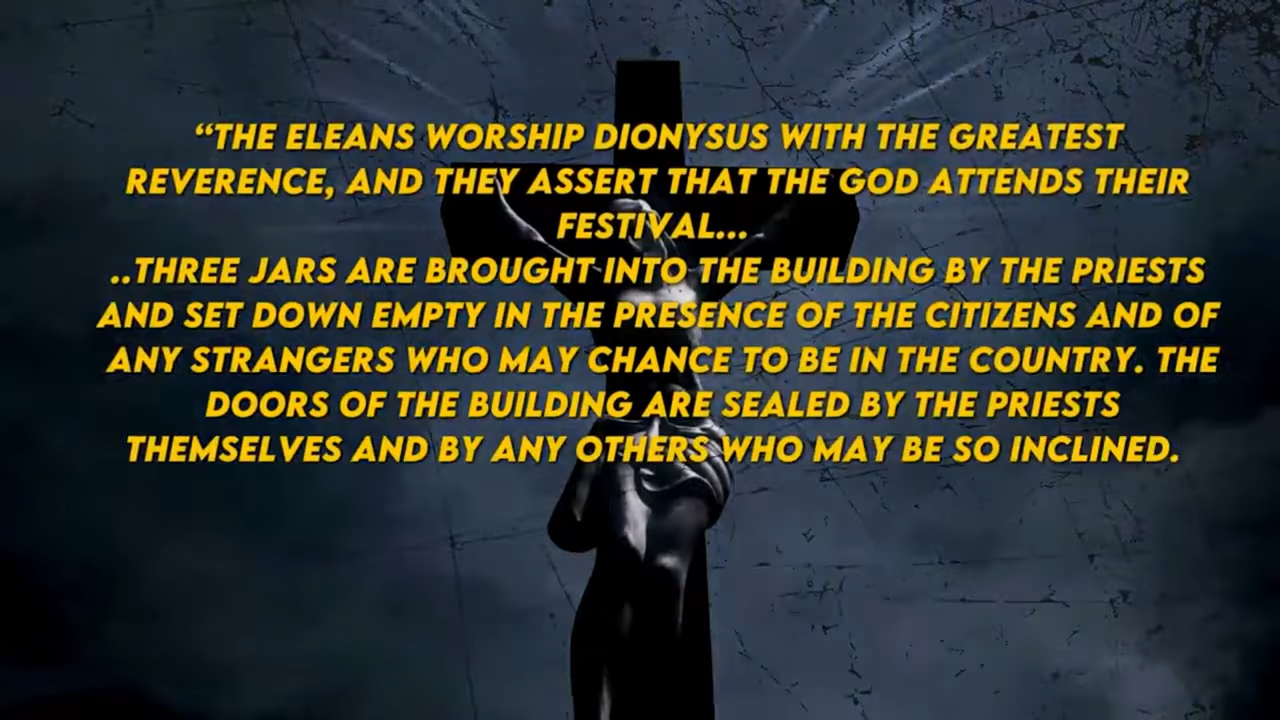 “THE ELEANS WORSHIP DIONYSUS WITH THE GREATEST
REVERENCE, AND THEY ASSERT THAT THE GOD ATTENDS THEIR
FESTIVAL...
..THREE JARS ARE BROUGHT INTO THE BUILDING BY THE PRIESTS
AND SET DOWN EMPTY IN THE PRESENCE OF THE CITIZENS AND OF
ANY STRANGERS WHO MAY CHANCE TO BE IN THE COUNTRY. THE
DOORS OF THE BUILDING ARE SEALED BY THE PRIESTS
THEMSELVES AND BY ANY OTHERS WHO MAY BE SO INCLINED.